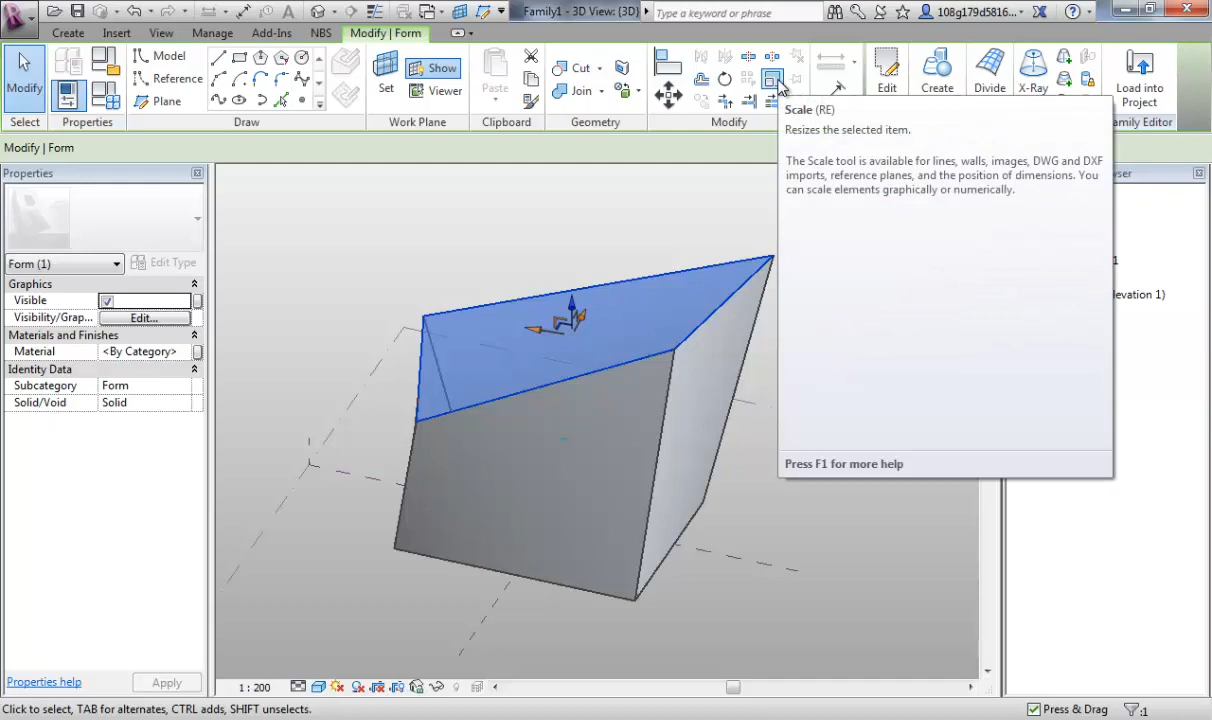 Family1 - 3D View: {3D}
Type a keyword or phrase
108g179d5816...
Create
Insert
View
Manage
Add-Ins
NBS
Modify | Form
Modify
Model
Reference
Plane
Set
Show
Viewer
Paste
Cut
Join
Edit
Create
Divide
X-Ray
Load into
Project
Select
Properties
Draw
Work Plane
Clipboard
Geometry
Modify
amily Editor
Modify | Form
Scale (RE)
Resizes the selected item.
The Scale tool is available for lines, walls, images, DWG and DXF
imports, reference planes, and the position of dimensions. You
can scale elements graphically or numerically.
Press F1 for more help
Properties
Form (1)
Edit Type
Graphics
Visible
Visibility/Grap... Edit...
Materials and Finishes
Material <By Category>
Identity Data
Subcategory Form
Solid/Void Solid
Properties help
Apply
wser
1
levation 1)
1 : 200
Click to select, TAB for alternates, CTRL adds, SHIFT unselects.
Press & Drag
:1